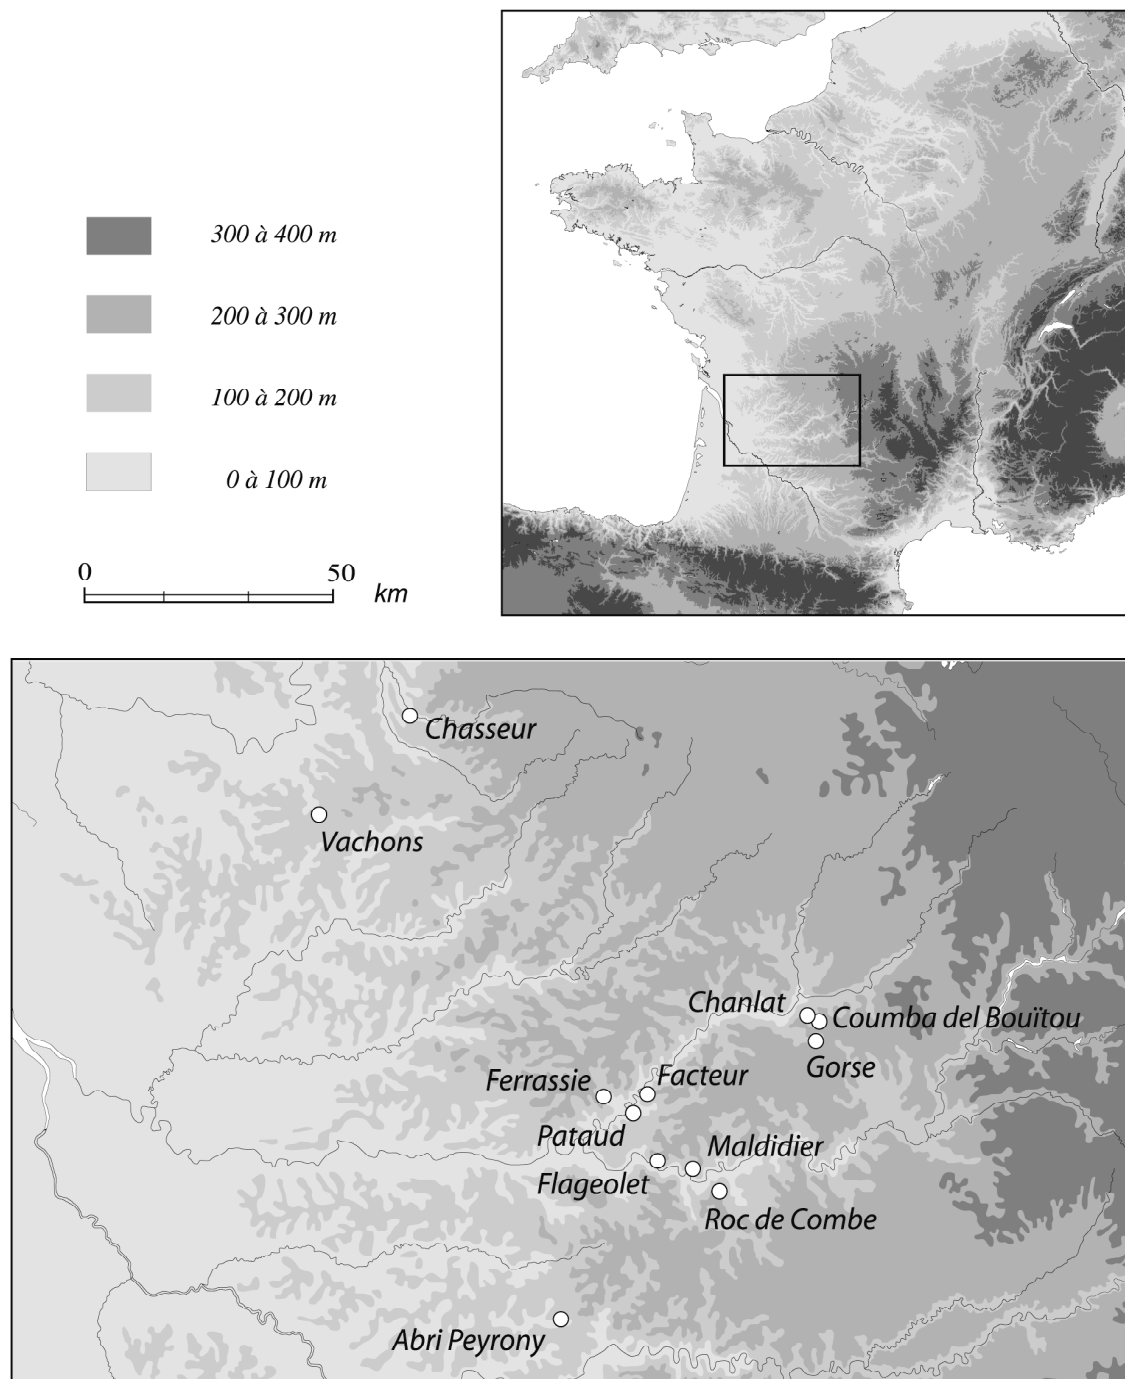 300 à 400 m
200 à 300 m
100 à 200 m
0 à 100 m
0 50
km
Chasseur
Vachons
Chanlat
Coumba del Bouïtou
Gorse
Ferrassie
Facteur
Pataud
Maldidier
Flageolet
Roc de Combe
Abri Peyrony